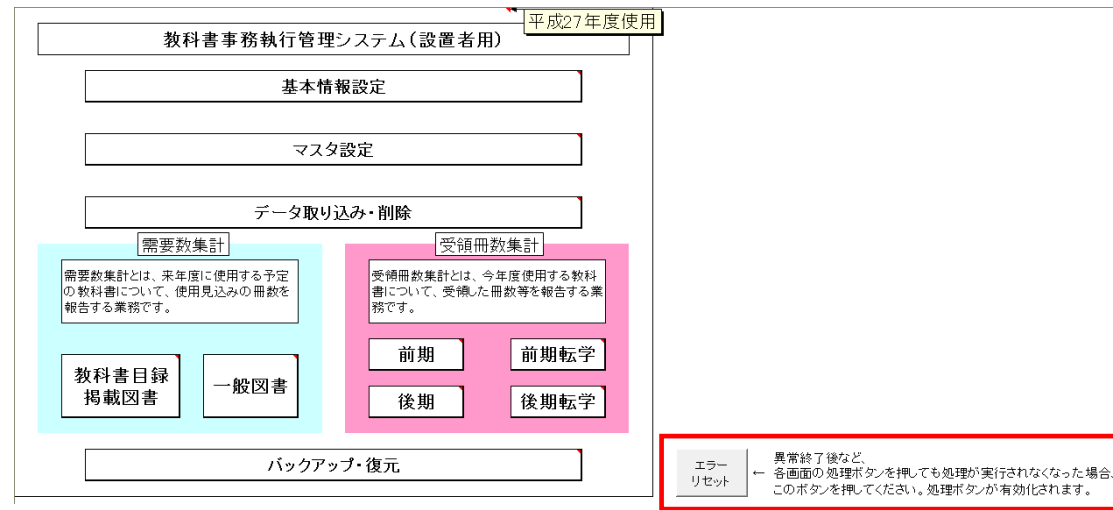 平成27年度使用
教科書事務執行管理システム(設置者用)
基本情報設定
マスタ設定
データ取り込み・削除
需要数集計
需要数集計とは、来年度に使用する予定
の教科書について、使用見込みの冊数を
報告する業務です。
教科書目録
掲載図書
一般図書
受領冊数集計
受領冊数集計とは、今年度使用する教科
書について、受領した冊数等を報告する業
務です。
前期
前期転学
後期
後期転学
バックアップ・復元
エラー
リセット
← 異常終了後など、
各画面の処理ボタンを押しても処理が実行されなくなった場合、
このボタンを押してください。処理ボタンが有効化されます。